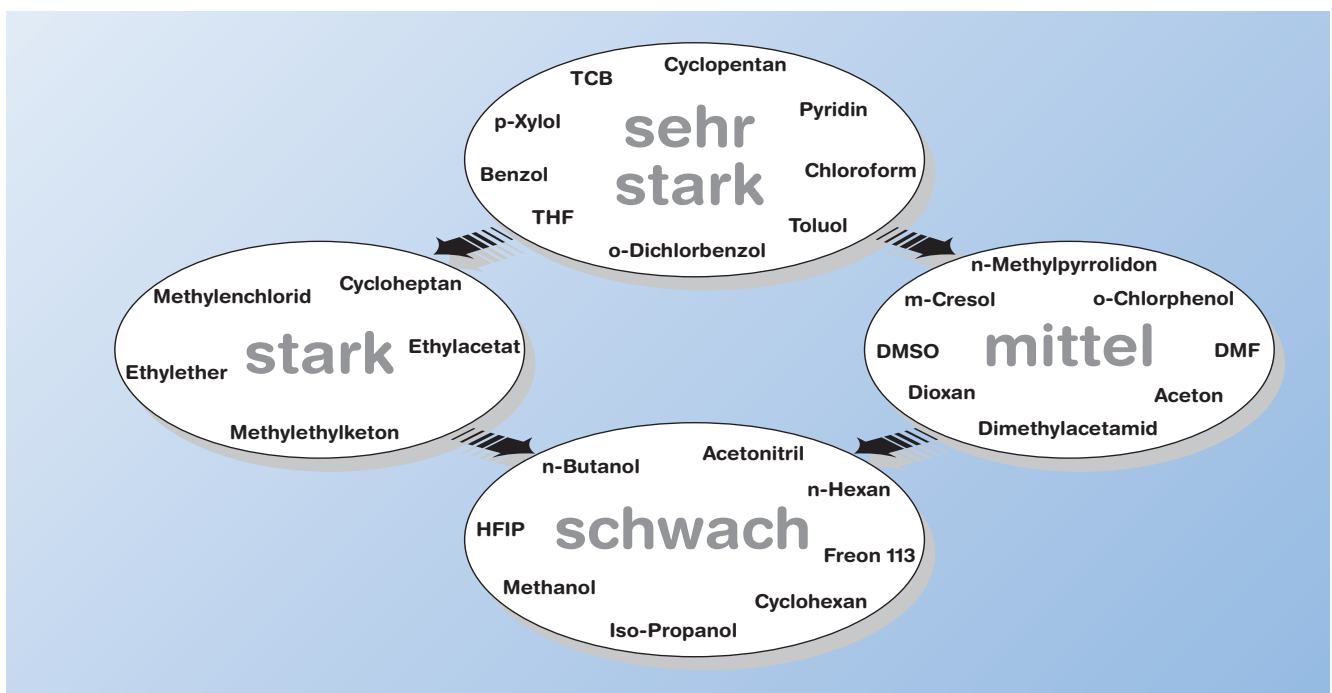 TCB
Cyclopentan
p-Xylol
sehr
stark
Pyridin
Benzol
Chloroform
THF
Toluol
o-Dichlorbenzol
Methylenchlorid
Cycloheptan
stark
Ethylacetat
Ethylether
Methylethylketon
n-Methylpyrrolidon
m-Cresol
o-Chlorphenol
DMSO
mittel
DMF
Dioxan
Aceton
Dimethylacetamid
n-Butanol
Acetonitril
n-Hexan
HFIP
schwach
Freon 113
Methanol
Cyclohexan
Iso-Propanol